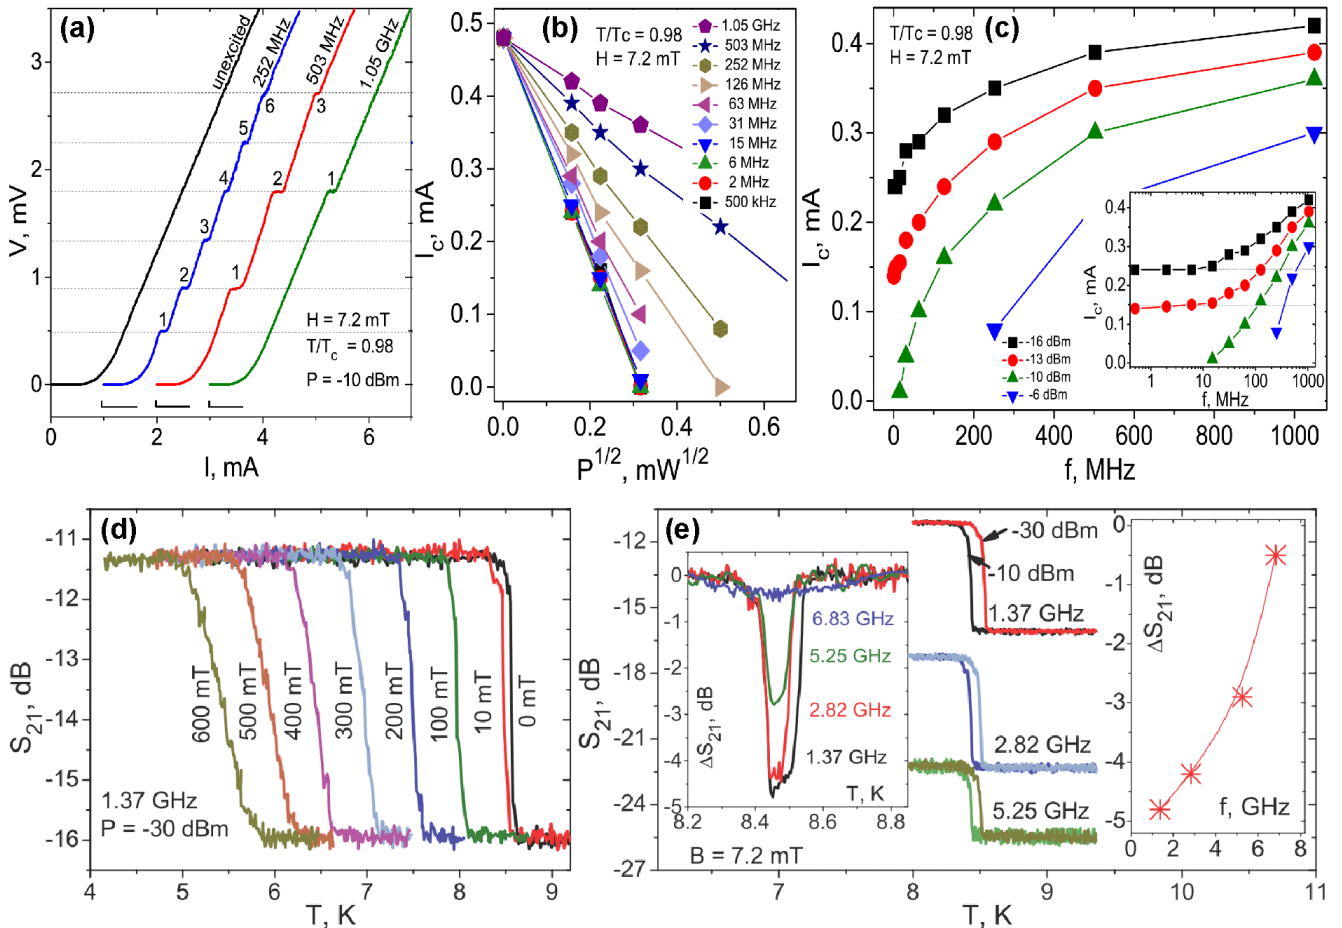 (a)
unexcited
252 MHz
503 MHz
1.05 GHz
6
5
4
3
2
1
3
2
1
1
H = 7.2 mT
T/Tc = 0.98
P = -10 dBm
V, mV
3
2
1
0
0 2 4 6
I, mA
(b)
T/Tc = 0.98
H = 7.2 mT
1.05 GHz
503 MHz
252 MHz
126 MHz
63 MHz
31 MHz
15 MHz
6 MHz
2 MHz
500 kHz
Ic, mA
0.5
0.4
0.3
0.2
0.1
0.0
0.0 0.2 0.4 0.6
P1/2, mW1/2
T/Tc = 0.98
H = 7.2 mT
(c)
Ic, mA
0.4
0.3
0.2
0.1
0.0
0 200 400 600 800 1000
f, MHz
-16 dBm
-13 dBm
-10 dBm
-6 dBm
Ic, mA
0.4
0.3
0.2
0.1
0.0
1 10 100 1000
f, MHz
(d)
S21, dB
-11
-12
-13
-14
-15
-16
600 mT
500 mT
400 mT
300 mT
200 mT
100 mT
10 mT
0 mT
1.37 GHz
P = -30 dBm
4 5 6 7 8 9
T, K
(e)
S21, dB
-12
-15
-18
-21
-24
-27
-30 dBm
-10 dBm
1.37 GHz
2.82 GHz
5.25 GHz
B = 7.2 mT
7 8 9 10 11
T, K
ΔS21, dB
0
-1
-2
-3
-4
-5
6.83 GHz
5.25 GHz
2.82 GHz
1.37 GHz
T, K
8.2 8.4 8.6 8.8
ΔS21, dB
0
-1
-2
-3
-4
-5
f, GHz
0 2 4 6 8